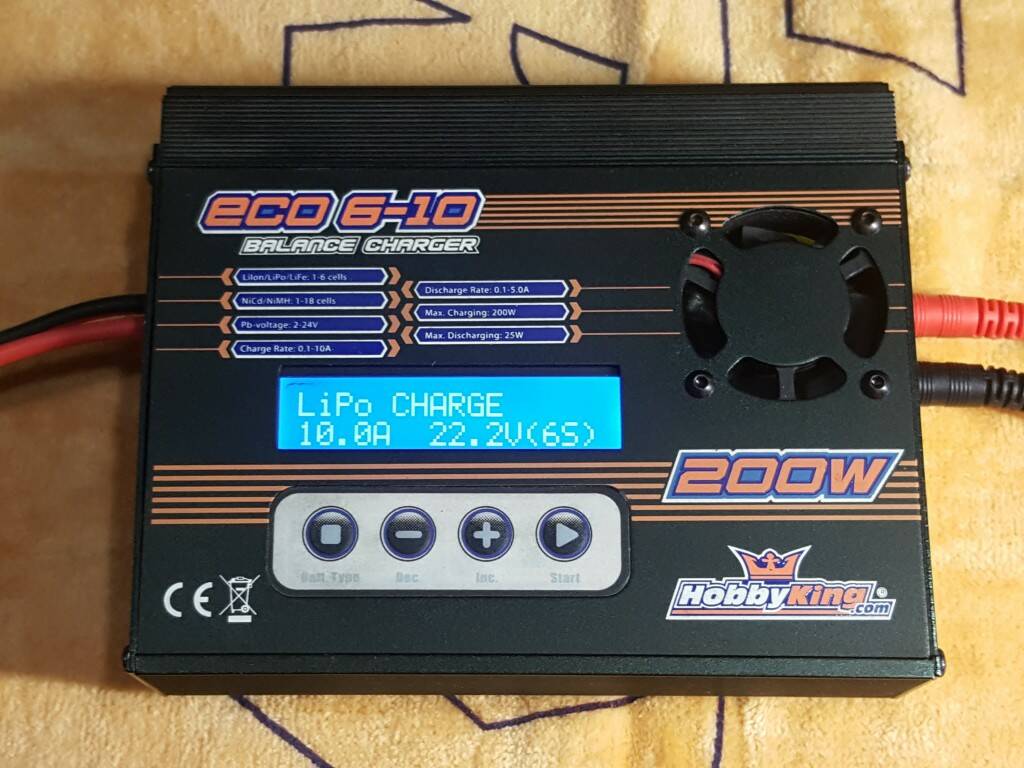 eco 6-10
BALANCE CHARGER
LiIon/LiPo/LiFe: 1-6 cells
NiCd/NiMH: 1-18 cells
Pb-voltage: 2-24V
Charge Rate: 0.1-10A
Discharge Rate: 0.1-5.0A
Max. Charging: 200W
Max. Discharging: 25W
LiPo CHARGE
10.0A 22.2V(6S)
200W
Batt. Type Dec. Inc. Start
CE
HobbyKing®
.com